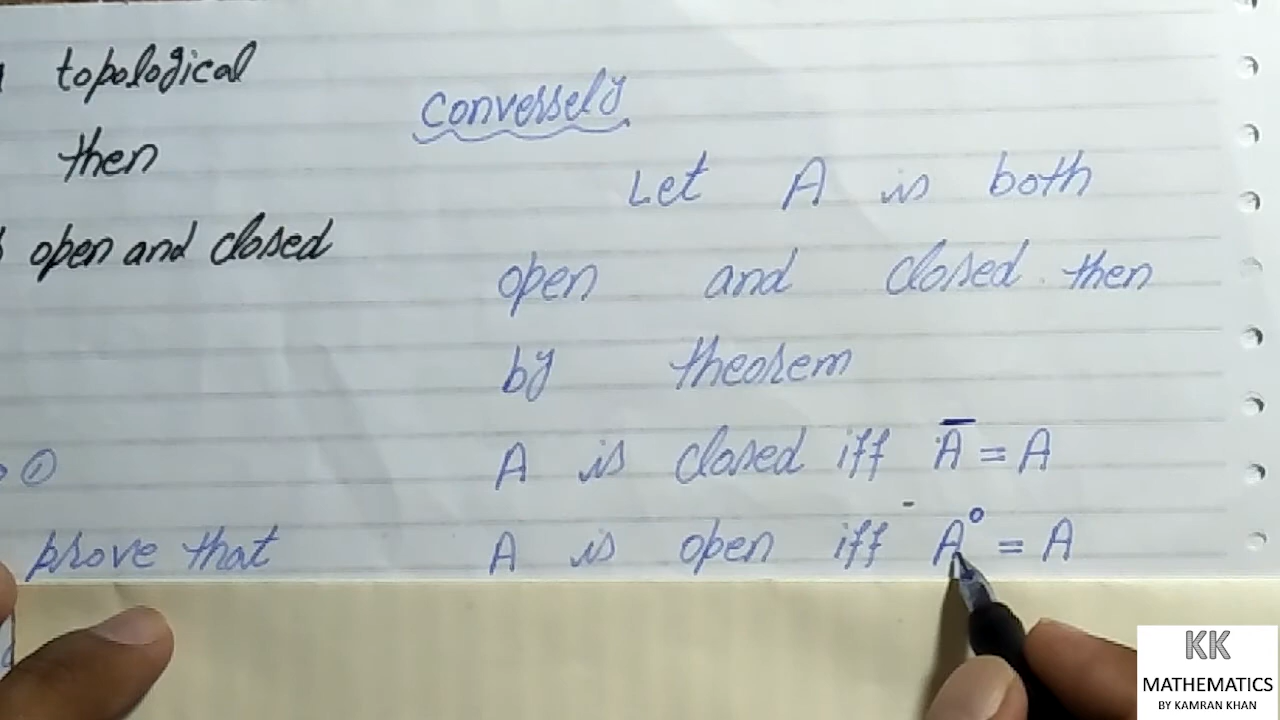 topological
then
open and closed
①
prove that
Conversely
Let A is both
open and closed then
by theorem
A is closed iff A̅ = A
A is open iff A° = A
KK
MATHEMATICS
BY KAMRAN KHAN